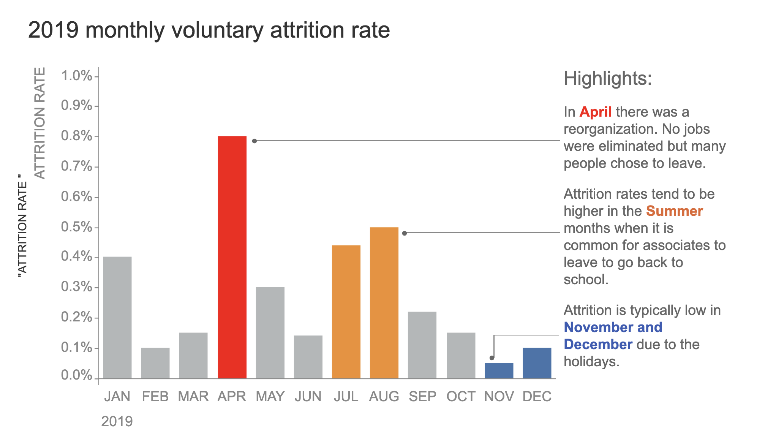 2019 monthly voluntary attrition rate
ATTRITION RATE
"ATTRITION RATE "
1.0%
0.9%
0.8%
0.7%
0.6%
0.5%
0.4%
0.3%
0.2%
0.1%
0.0%
JAN FEB MAR APR MAY JUN JUL AUG SEP OCT NOV DEC
2019
Highlights:
In April there was a
reorganization. No jobs
were eliminated but many
people chose to leave.
Attrition rates tend to be
higher in the Summer
months when it is
common for associates to
leave to go back to
school.
Attrition is typically low in
November and
December due to the
holidays.